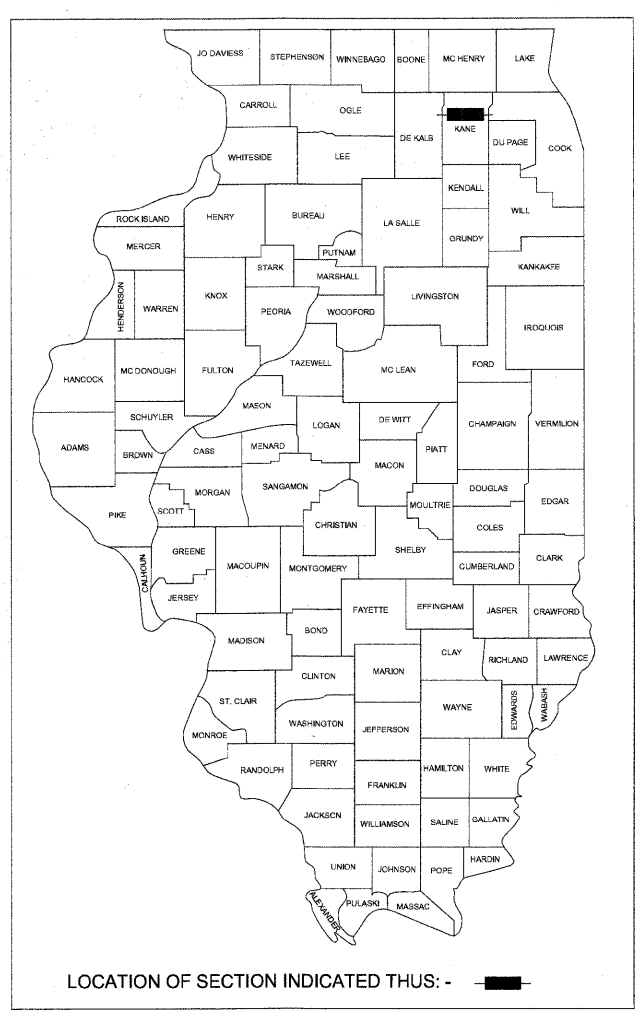 JO DAVIESS
STEPHENSON
WINNEBAGO
BOONE
MC HENRY
LAKE
CARROLL
OGLE
DE KALB
KANE
DU PAGE
COOK
WHITESIDE
LEE
KENDALL
ROCK ISLAND
HENRY
BUREAU
LA SALLE
WILL
MERCER
PUTNAM
GRUNDY
STARK
MARSHALL
KANKAKEE
HENDERSON
WARREN
KNOX
PEORIA
WOODFORD
LIVINGSTON
IROQUOIS
HANCOCK
MC DONOUGH
FULTON
TAZEWELL
MC LEAN
FORD
SCHUYLER
MASON
LOGAN
DE WITT
CHAMPAIGN
VERMILION
ADAMS
BROWN
CASS
MENARD
MACON
PIATT
PIKE
SCOTT
MORGAN
SANGAMON
CHRISTIAN
MOULTRIE
DOUGLAS
EDGAR
COLES
CALHOUN
GREENE
MACOUPIN
MONTGOMERY
SHELBY
CUMBERLAND
CLARK
JERSEY
FAYETTE
EFFINGHAM
JASPER
CRAWFORD
MADISON
BOND
CLAY
RICHLAND
LAWRENCE
CLINTON
MARION
ST. CLAIR
WASHINGTON
JEFFERSON
WAYNE
EDWARDS
WABASH
MONROE
RANDOLPH
PERRY
FRANKLIN
HAMILTON
WHITE
JACKSON
WILLIAMSON
SALINE
GALLATIN
UNION
JOHNSON
POPE
HARDIN
ALEXANDER
PULASKI
MASSAC
LOCATION OF SECTION INDICATED THUS: -